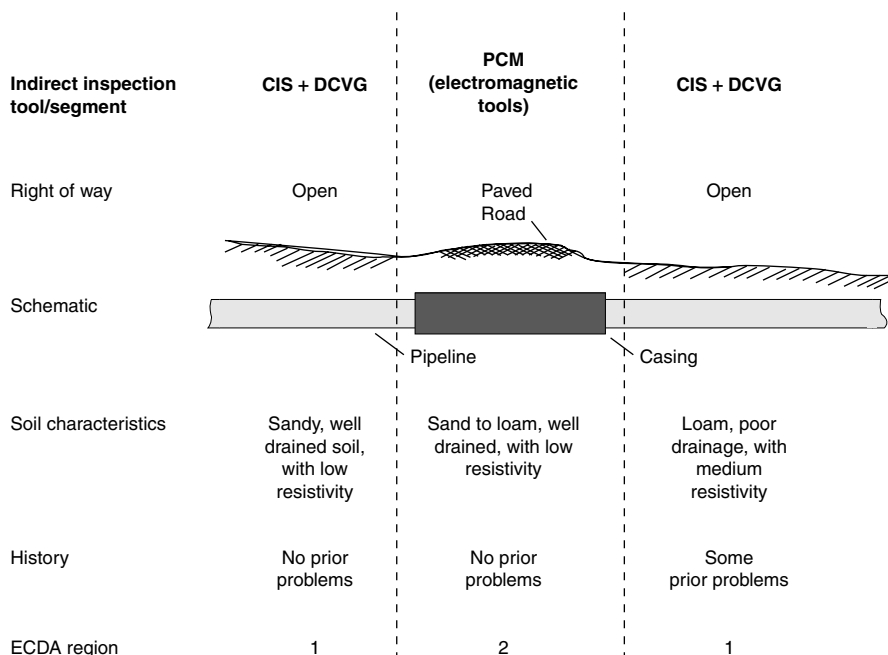 Indirect inspection
tool/segment
CIS + DCVG
PCM
(electromagnetic
tools)
CIS + DCVG
Right of way
Open
Paved
Road
Open
Schematic
Pipeline
Casing
Soil characteristics
Sandy, well
drained soil,
with low
resistivity
Sand to loam, well
drained, with low
resistivity
Loam, poor
drainage, with
medium
resistivity
History
No prior
problems
No prior
problems
Some
prior problems
ECDA region
1
2
1